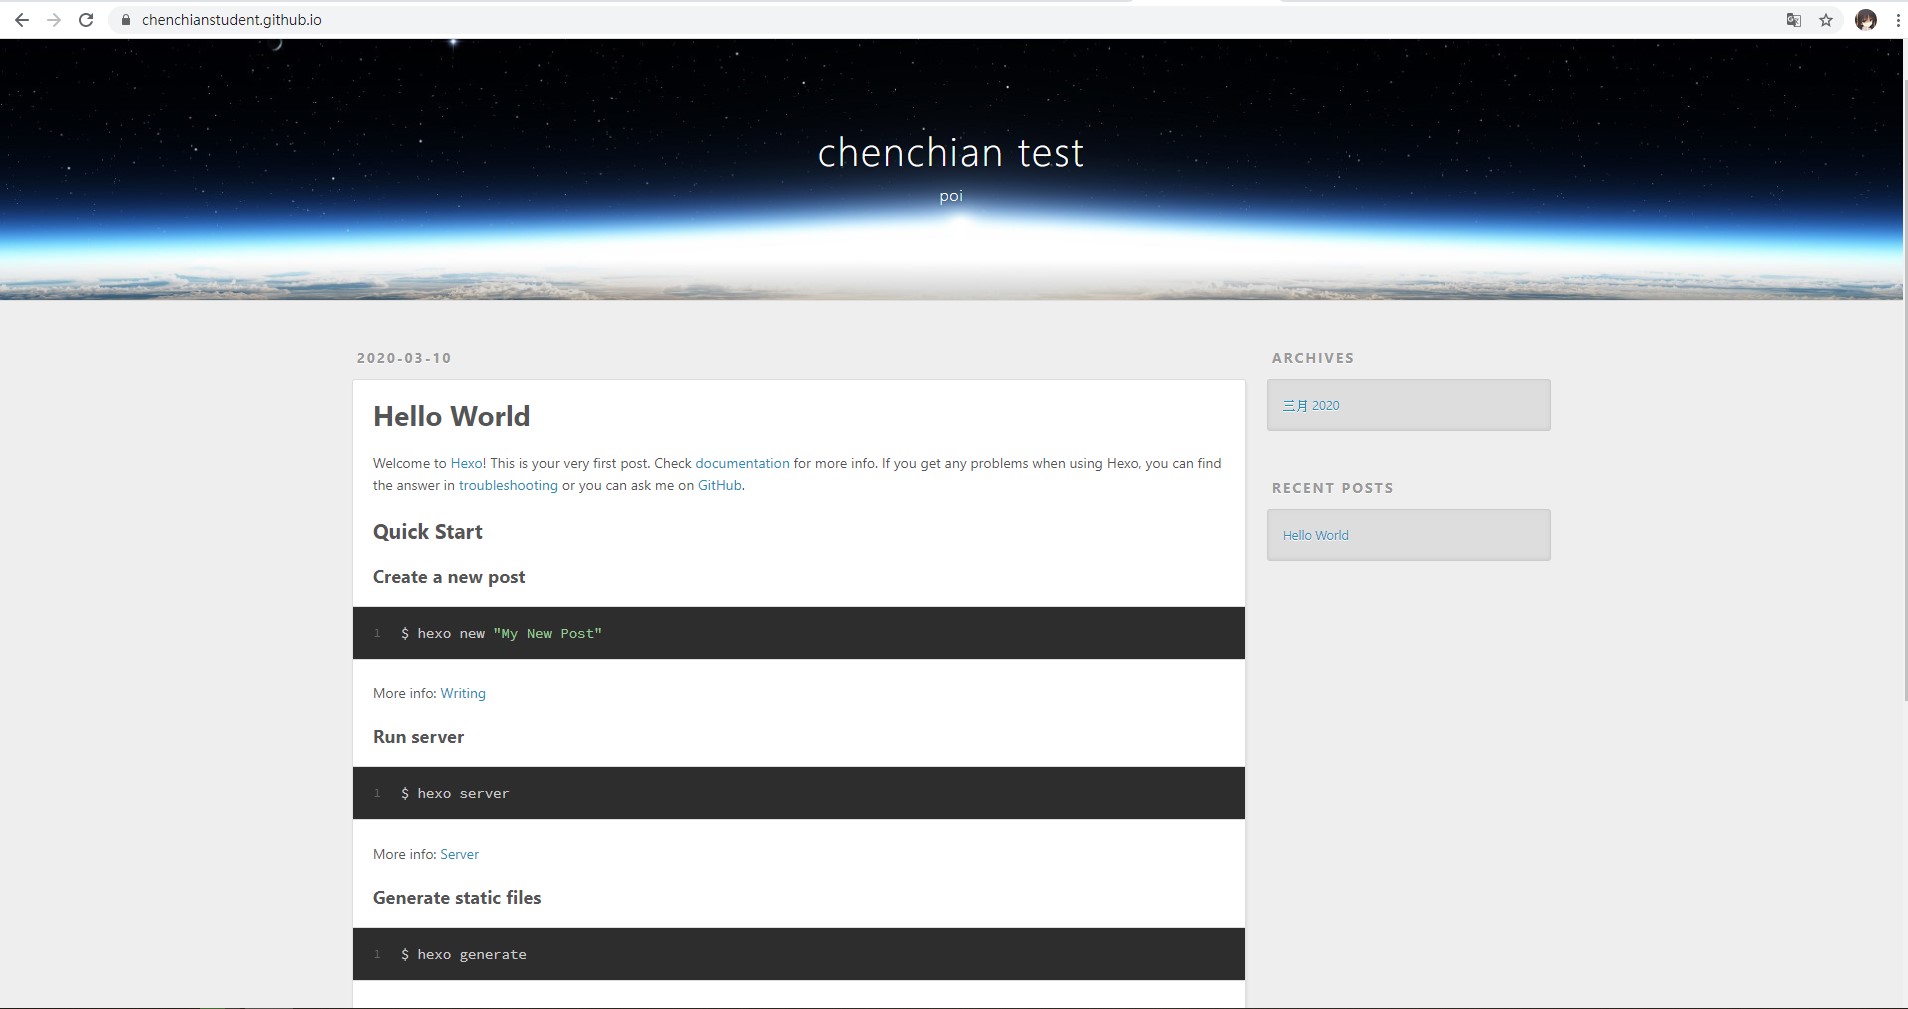 chenchianstudent.github.io
chenchian test
poi
2020-03-10
Hello World
Welcome to Hexo! This is your very first post. Check documentation for more info. If you get any problems when using Hexo, you can find
the answer in troubleshooting or you can ask me on GitHub.
Quick Start
Create a new post
1 $ hexo new "My New Post"
More info: Writing
Run server
1 $ hexo server
More info: Server
Generate static files
1 $ hexo generate
ARCHIVES
三月 2020
RECENT POSTS
Hello World